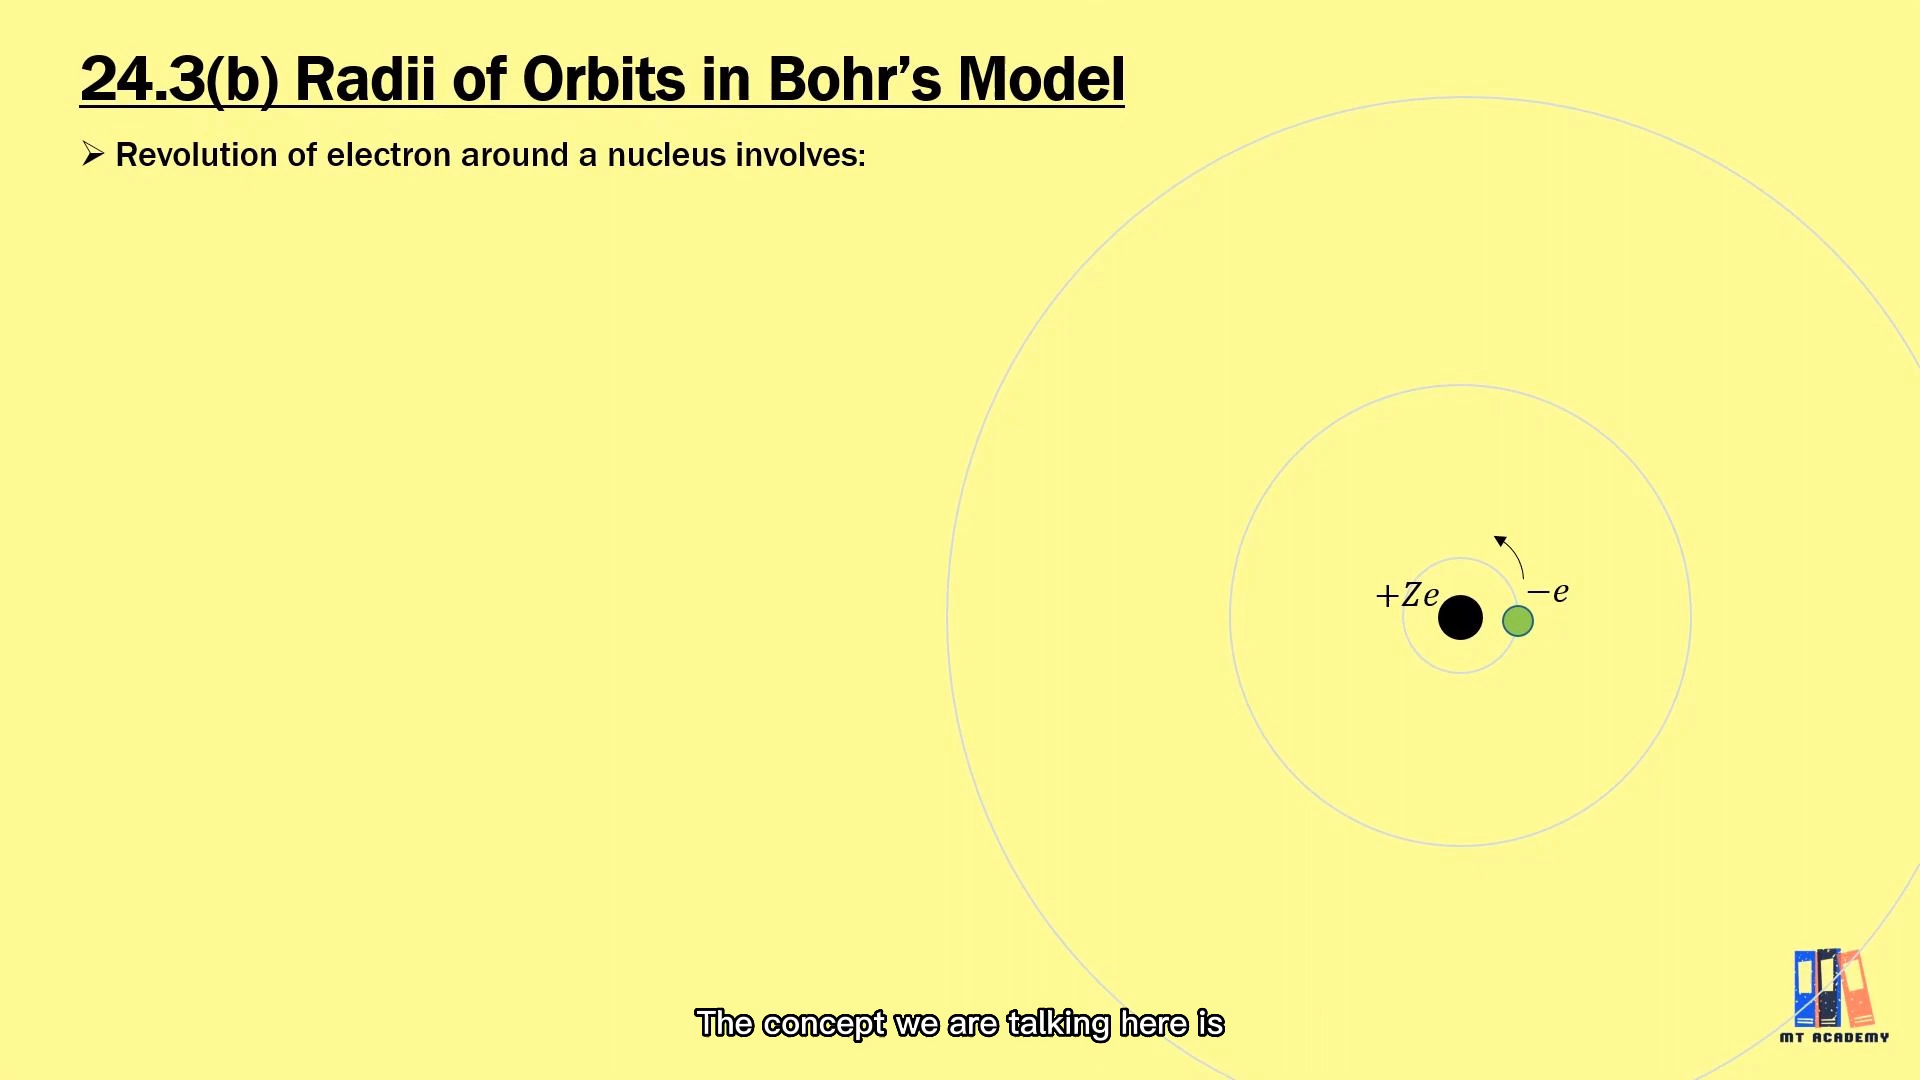 24.3(b) Radii of Orbits in Bohr’s Model
➢ Revolution of electron around a nucleus involves:
+Ze
−e
The concept we are talking here is
MT ACADEMY